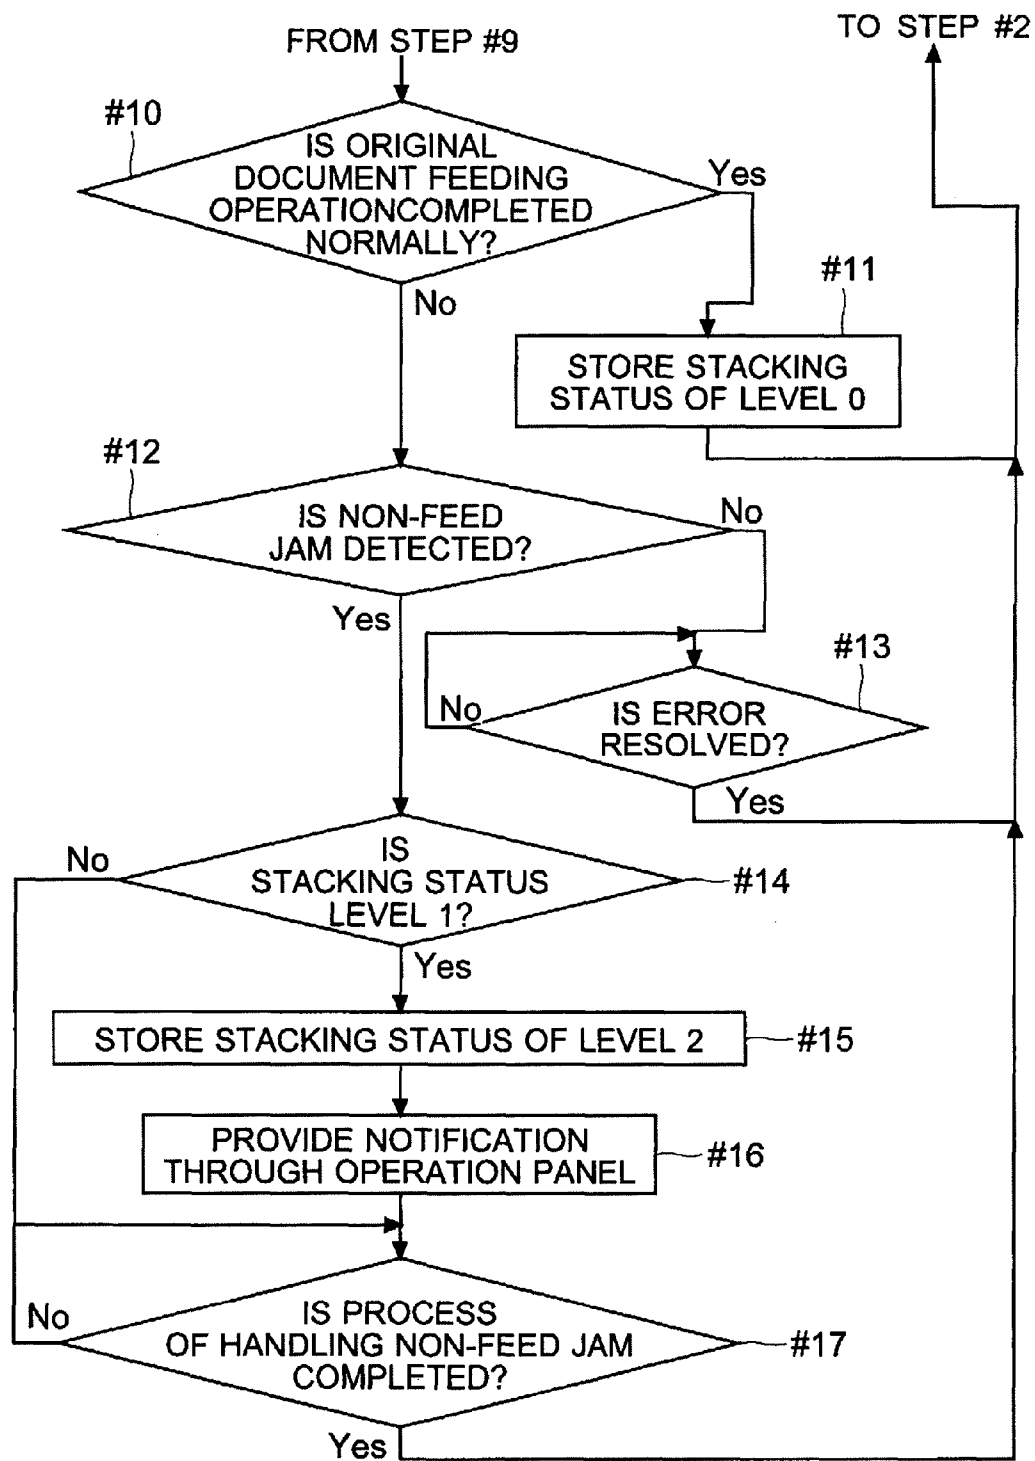 FROM STEP #9
TO STEP #2
#10
IS ORIGINAL
DOCUMENT FEEDING
OPERATIONCOMPLETED
NORMALLY?
Yes
No
#11
STORE STACKING
STATUS OF LEVEL 0
#12
IS NON-FEED
JAM DETECTED?
No
Yes
#13
No
IS ERROR
RESOLVED?
Yes
No
IS
STACKING STATUS
LEVEL 1?
#14
Yes
STORE STACKING STATUS OF LEVEL 2
#15
PROVIDE NOTIFICATION
THROUGH OPERATION PANEL
#16
No
IS PROCESS
OF HANDLING NON-FEED JAM
COMPLETED?
#17
Yes